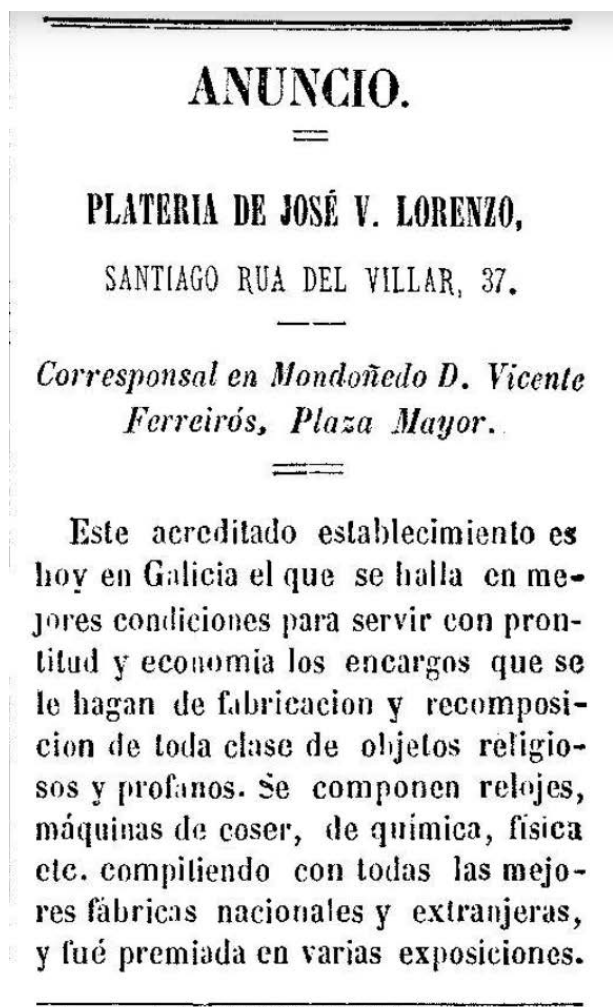 ANUNCIO.
PLATERIA DE JOSÉ V. LORENZO,
SANTIAGO RUA DEL VILLAR, 37.
Corresponsal en Mondoñedo D. Vicente
Ferreirós, Plaza Mayor.
Este acreditado establecimiento es
hoy en Galicia el que se halla en me-
jores condiciones para servir con pron-
titud y economia los encargos que se
le hagan de fabricacion y recomposi-
cion de toda clase de objetos religio-
sos y profanos. Se componen relojes,
máquinas de coser, de química, física
etc. compitiendo con todas las mejo-
res fábricas nacionales y extranjeras,
y fué premiada en varias exposiciones.